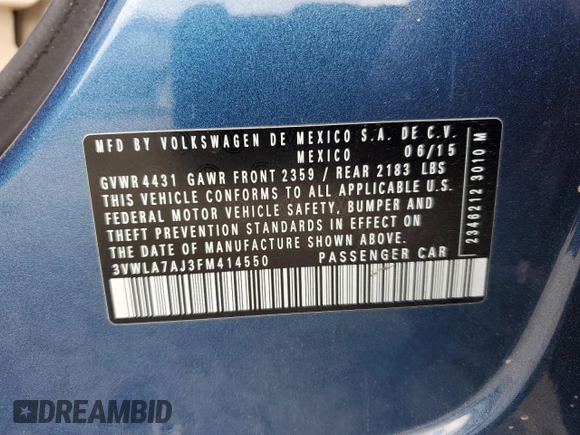 MFD BY VOLKSWAGEN DE MEXICO S.A. DE C.V.
MEXICO 06/15
GVWR 4431 GAWR FRONT 2359 / REAR 2183 LBS
THIS VEHICLE CONFORMS TO ALL APPLICABLE U.S.
FEDERAL MOTOR VEHICLE SAFETY, BUMPER AND
THEFT PREVENTION STANDARDS IN EFFECT ON
THE DATE OF MANUFACTURE SHOWN ABOVE.
3VWLA7AJ3FM414550 PASSENGER CAR
2346212 3010 M
DREAMBID